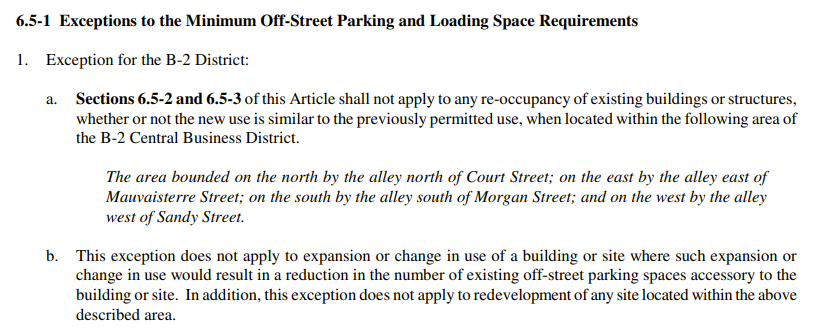 6.5-1 Exceptions to the Minimum Off-Street Parking and Loading Space Requirements
1. Exception for the B-2 District:
a. Sections 6.5-2 and 6.5-3 of this Article shall not apply to any re-occupancy of existing buildings or structures,
whether or not the new use is similar to the previously permitted use, when located within the following area of
the B-2 Central Business District.
The area bounded on the north by the alley north of Court Street; on the east by the alley east of
Mauvaisterre Street; on the south by the alley south of Morgan Street; and on the west by the alley
west of Sandy Street.
b. This exception does not apply to expansion or change in use of a building or site where such expansion or
change in use would result in a reduction in the number of existing off-street parking spaces accessory to the
building or site. In addition, this exception does not apply to redevelopment of any site located within the above
described area.